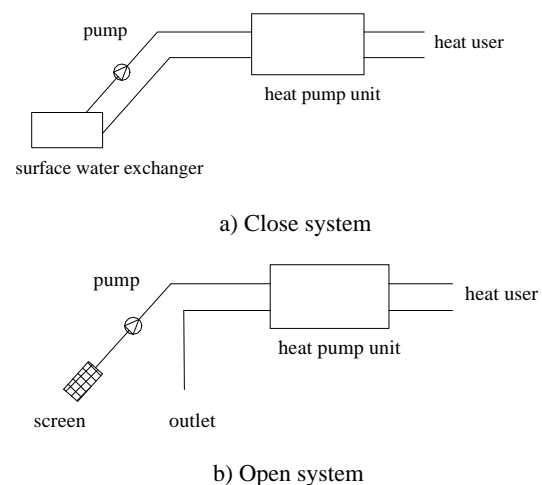 pump
heat user
heat pump unit
surface water exchanger
a) Close system
pump
heat user
heat pump unit
screen
outlet
b) Open system